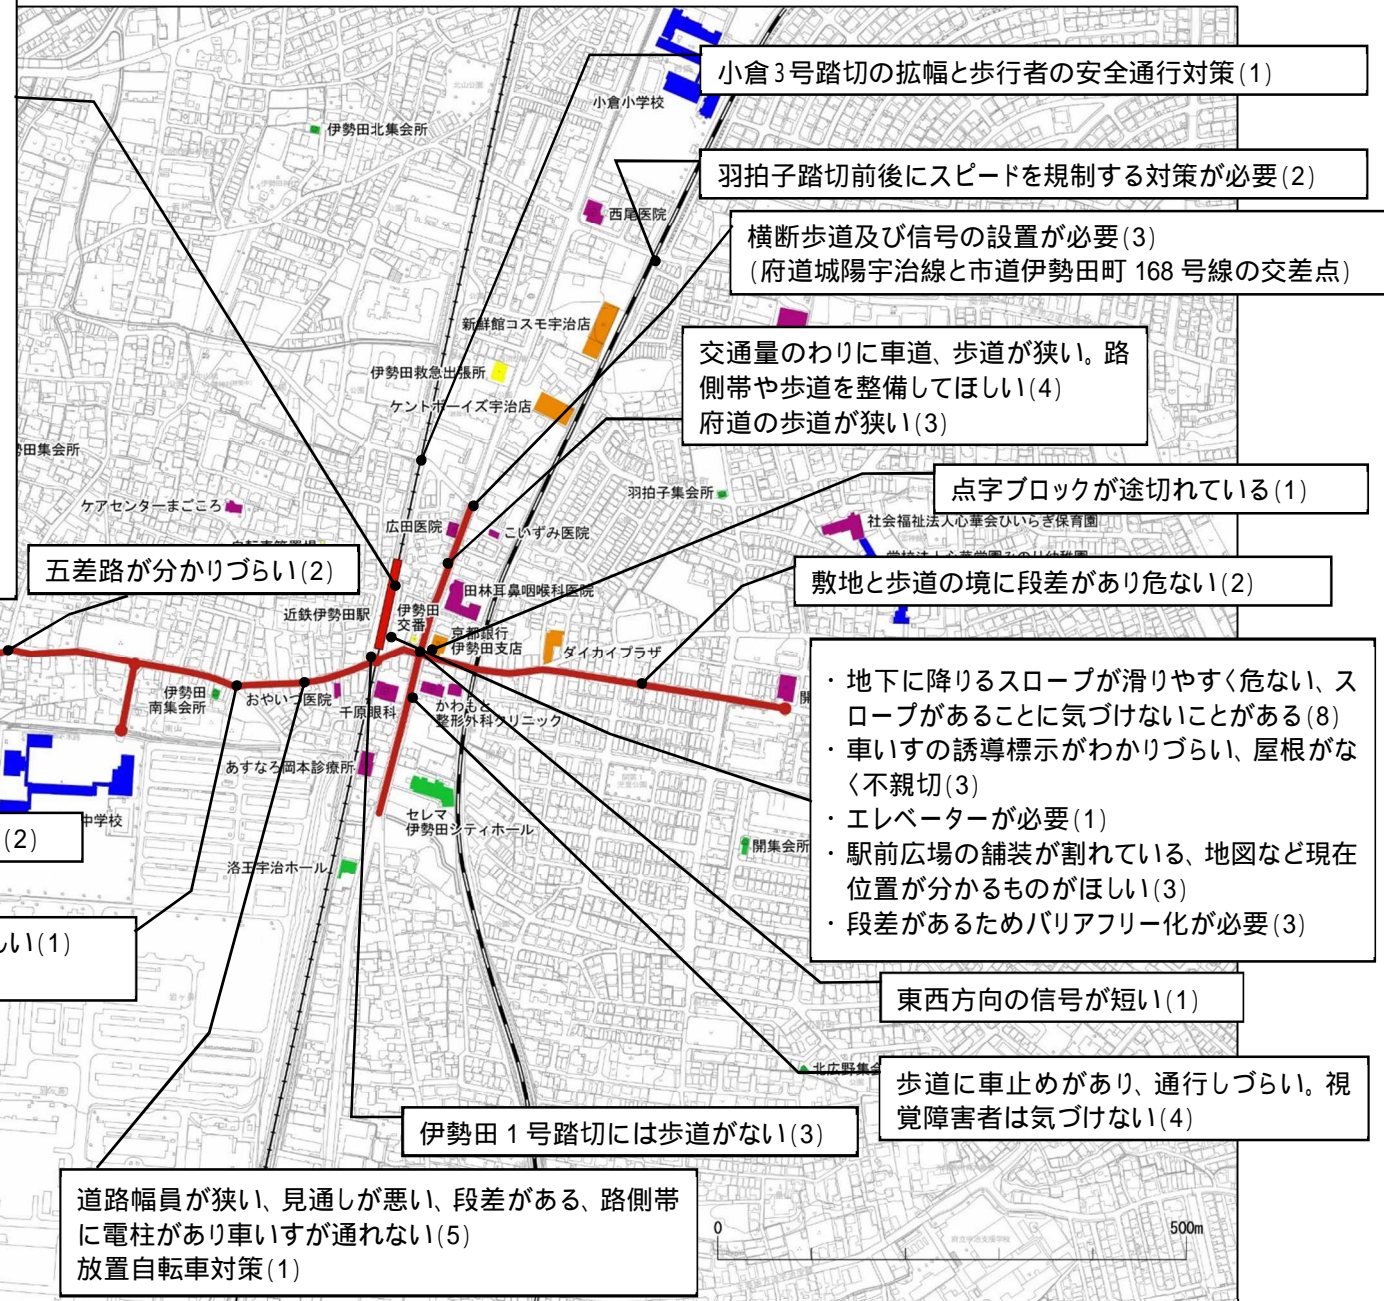 小倉3号踏切の拡幅と歩行者の安全通行対策(1)
小倉小学校
伊勢田北集会所
羽拍子踏切前後にスピードを規制する対策が必要(2)
西尾医院
横断歩道及び信号の設置が必要(3)
(府道城陽宇治線と市道伊勢田町 168 号線の交差点)
新鮮館コスモ宇治店
交通量のわりに車道、歩道が狭い。路
側帯や歩道を整備してほしい(4)
府道の歩道が狭い(3)
伊勢田救急出張所
ケントボーイズ宇治店
田集会所
羽拍子集会所
点字ブロックが途切れている(1)
ケアセンターまごころ
広田医院
こいずみ医院
社会福祉法人心華会ひいらぎ保育園
五差路が分かりづらい(2)
敷地と歩道の境に段差があり危ない(2)
田林耳鼻咽喉科医院
近鉄伊勢田駅
伊勢田
交番
京都銀行
伊勢田支店
ダイカイプラザ
伊勢田
南集会所
おやいづ医院
千原眼科
かわもと
整形外科クリニック
開
・地下に降りるスロープが滑りやすく危ない、ス
ロープがあることに気づけないことがある(8)
・車いすの誘導標示がわかりづらい、屋根がな
く不親切(3)
・エレベーターが必要(1)
・駅前広場の舗装が割れている、地図など現在
位置が分かるものがほしい(3)
・段差があるためバリアフリー化が必要(3)
あすなろ岡本診療所
セレマ
伊勢田シティホール
中学校
(2)
開集会所
洛王宇治ホール
しい(1)
東西方向の信号が短い(1)
北広野集会
歩道に車止めがあり、通行しづらい。視
覚障害者は気づけない(4)
伊勢田1号踏切には歩道がない(3)
道路幅員が狭い、見通しが悪い、段差がある、路側帯
に電柱があり車いすが通れない(5)
放置自転車対策(1)
0
500m